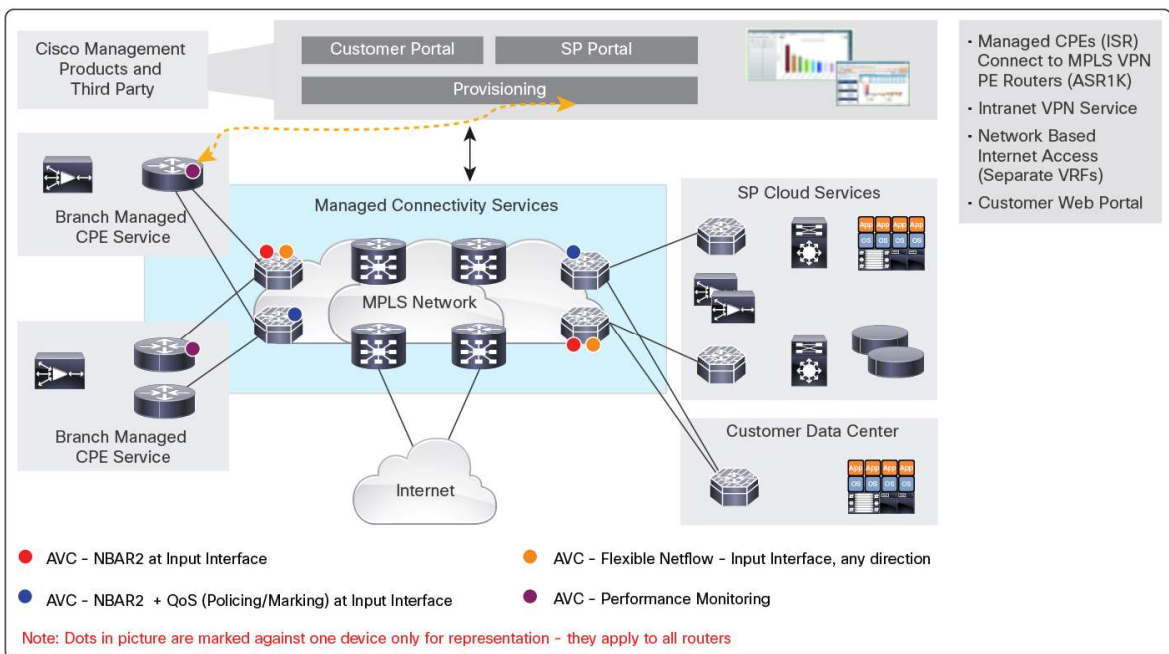 Cisco Management
Products and
Third Party
Customer Portal
SP Portal
Provisioning
· Managed CPEs (ISR)
Connect to MPLS VPN
PE Routers (ASR1K)
· Intranet VPN Service
· Network Based
Internet Access
(Separate VRFs)
· Customer Web Portal
Branch Managed
CPE Service
Managed Connectivity Services
MPLS Network
SP Cloud Services
App App App App
OS OS OS OS
Branch Managed
CPE Service
Internet
Customer Data Center
App App App App
OS OS OS OS
AVC - NBAR2 at Input Interface
AVC - Flexible Netflow - Input Interface, any direction
AVC - NBAR2 + QoS (Policing/Marking) at Input Interface
AVC - Performance Monitoring
Note: Dots in picture are marked against one device only for representation - they apply to all routers